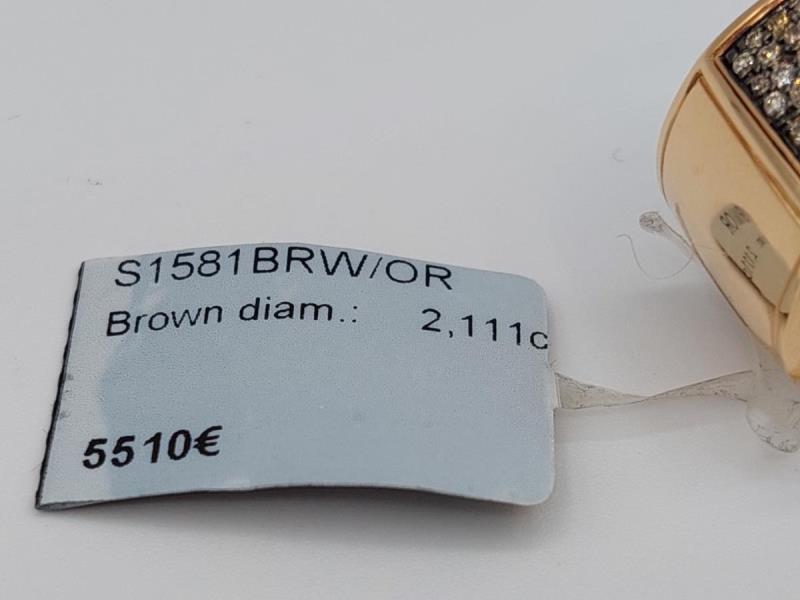 S1581BRW/OR
Brown diam.: 2,111c
5510€